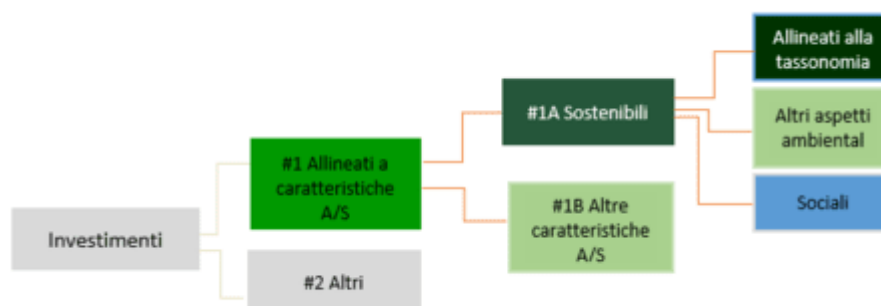 Investimenti
#1 Allineati a
caratteristiche
A/S
#2 Altri
#1A Sostenibili
#1B Altre
caratteristiche
A/S
Allineati alla
tassonomia
Altri aspetti
ambiental
Sociali